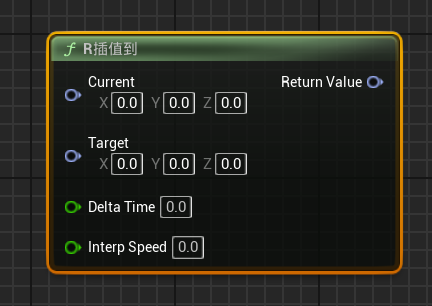 f R插值到
Current
Return Value
X 0.0 Y 0.0 Z 0.0
Target
X 0.0 Y 0.0 Z 0.0
Delta Time 0.0
Interp Speed 0.0